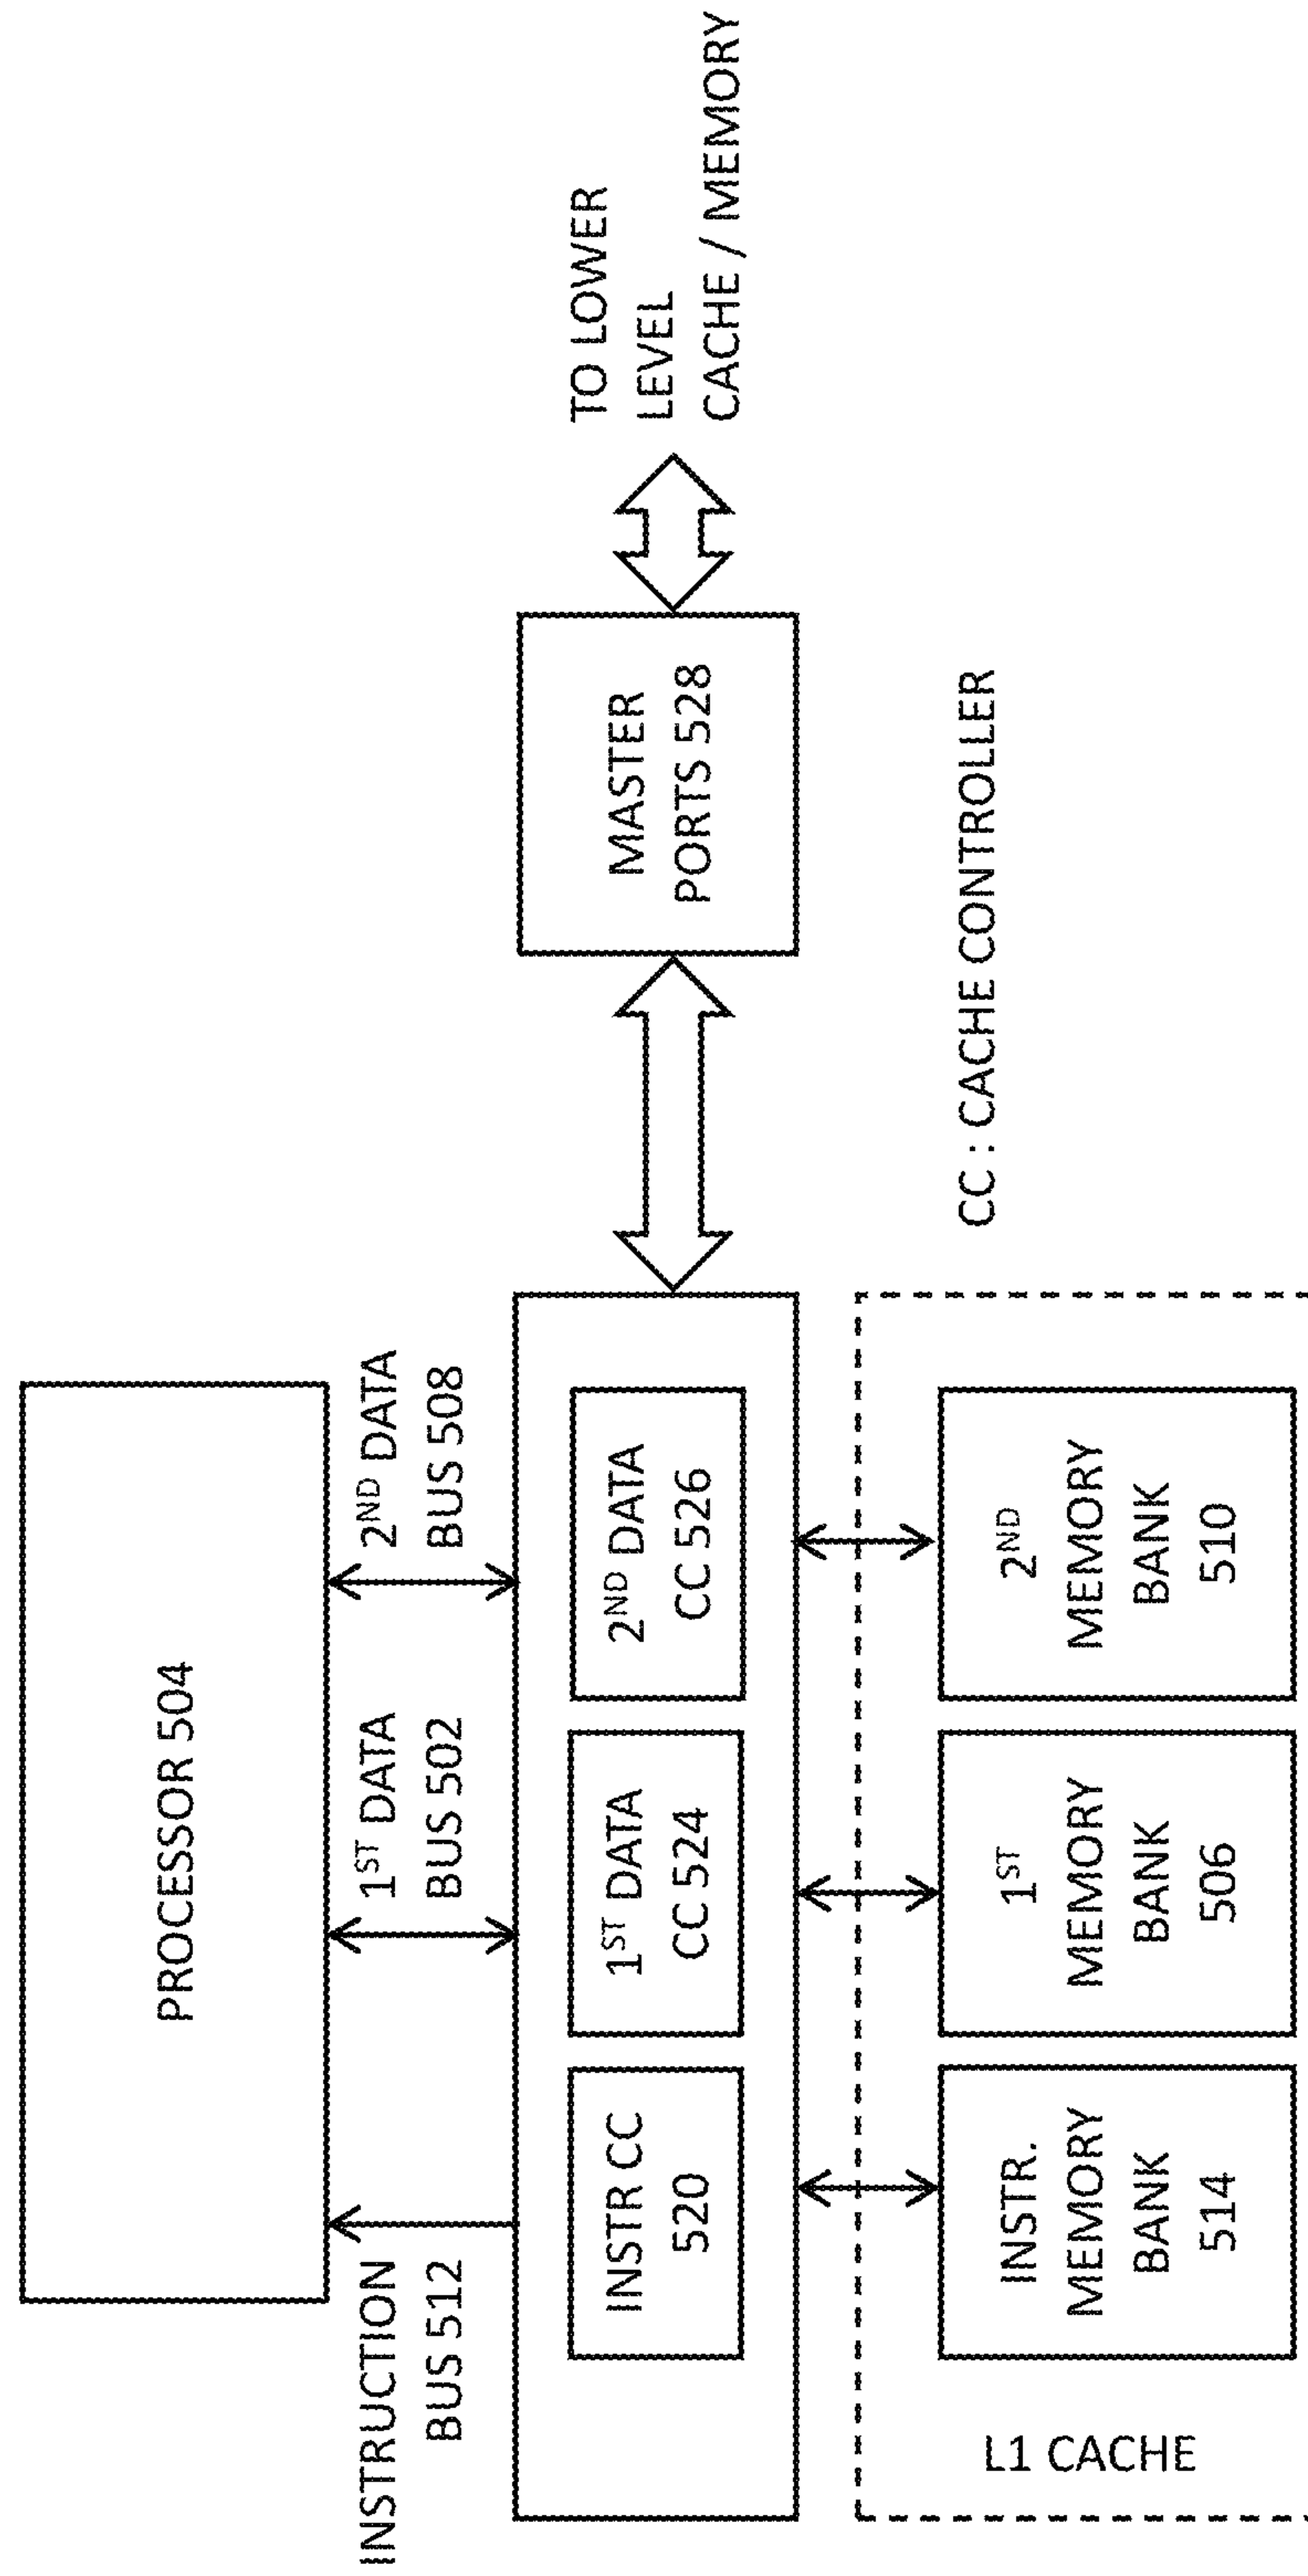 PROCESSOR 504
INSTRUCTION
BUS 512
1ST DATA
BUS 502
2ND DATA
BUS 508
INSTR CC
520
1ST DATA
CC 524
2ND DATA
CC 526
MASTER
PORTS 528
TO LOWER
LEVEL
CACHE / MEMORY
L1 CACHE
INSTR.
MEMORY
BANK
514
1ST
MEMORY
BANK
506
2ND
MEMORY
BANK
510
CC : CACHE CONTROLLER